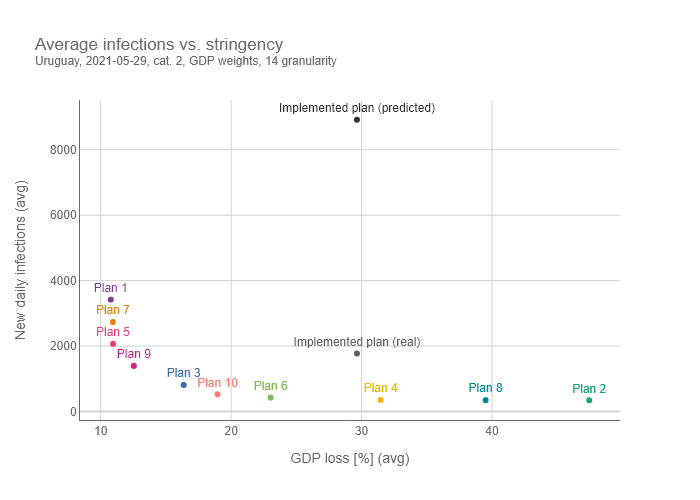 Average infections vs. stringency
Uruguay, 2021-05-29, cat. 2, GDP weights, 14 granularity
Implemented plan (predicted)
8000
6000
4000
2000
0
New daily infections (avg)
Plan 1
Plan 7
Plan 5
Plan 9
Implemented plan (real)
Plan 3
Plan 10
Plan 6
Plan 4
Plan 8
Plan 2
10
20
30
40
GDP loss [%] (avg)